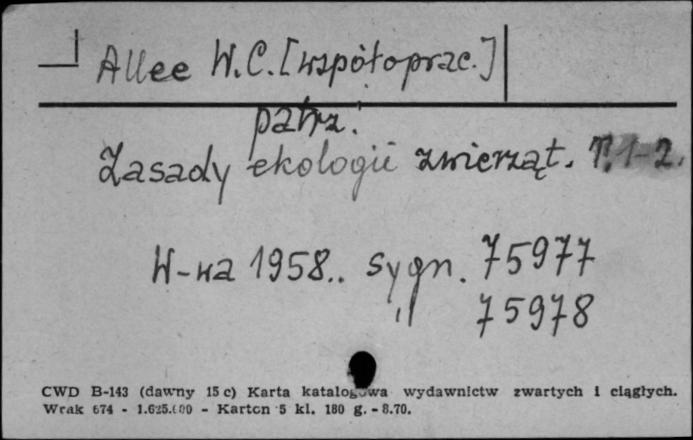 Allee W.C. [współoprac.]
patrz:
Zasady ekologii zwierząt. T. 1-2.
W-wa 1958.. sygn. 75977
" 75978
CWD B-143 (dawny 15 c) Karta katalogowa wydawnictw zwartych i ciągłych.
Wrak 674 - 1.625.000 - Karton 5 kl. 180 g. - 8.70.